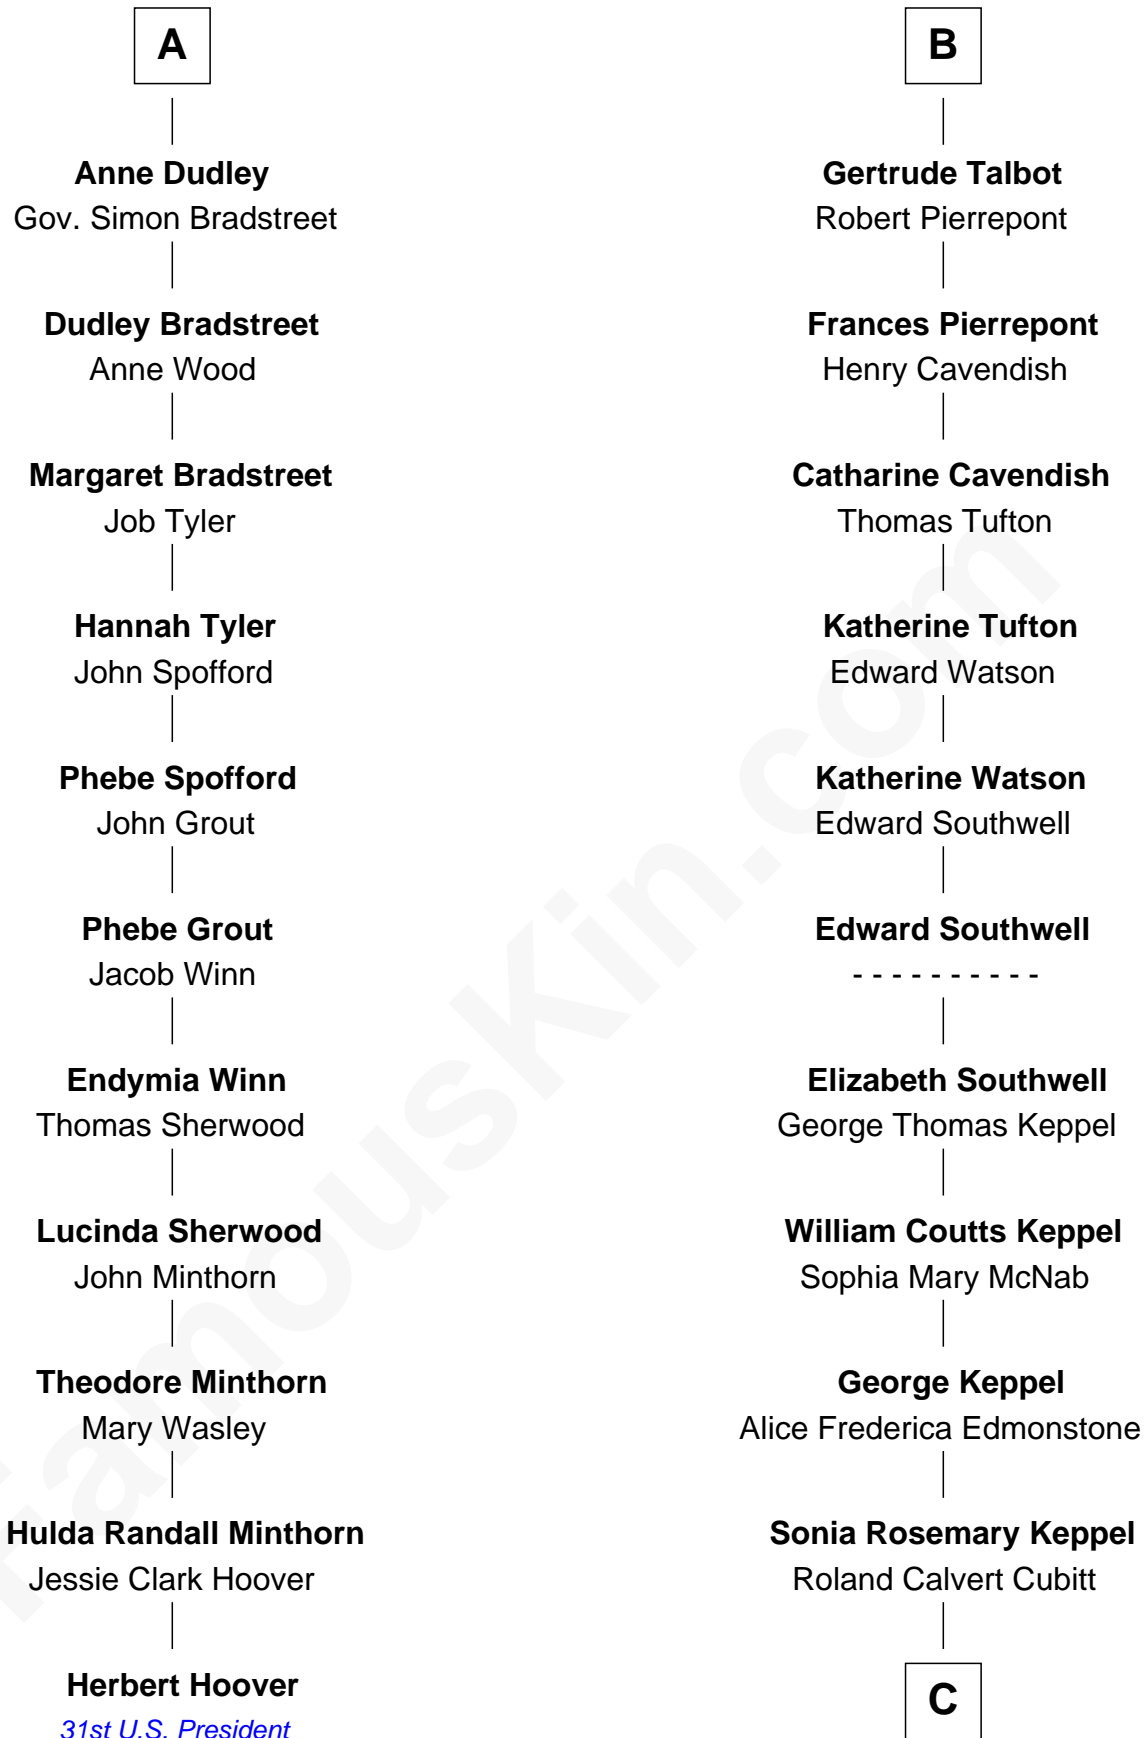 A
Anne Dudley
Gov. Simon Bradstreet
Dudley Bradstreet
Anne Wood
Margaret Bradstreet
Job Tyler
Hannah Tyler
John Spofford
Phebe Spofford
John Grout
Phebe Grout
Jacob Winn
Endymia Winn
Thomas Sherwood
Lucinda Sherwood
John Minthorn
Theodore Minthorn
Mary Wasley
Hulda Randall Minthorn
Jessie Clark Hoover
Herbert Hoover
31st U.S. President
B
Gertrude Talbot
Robert Pierrepont
Frances Pierrepont
Henry Cavendish
Catharine Cavendish
Thomas Tufton
Katherine Tufton
Edward Watson
Katherine Watson
Edward Southwell
Edward Southwell
- - - - - - - - - -
Elizabeth Southwell
George Thomas Keppel
William Coutts Keppel
Sophia Mary McNab
George Keppel
Alice Frederica Edmonstone
Sonia Rosemary Keppel
Roland Calvert Cubitt
C
FamousKin.com